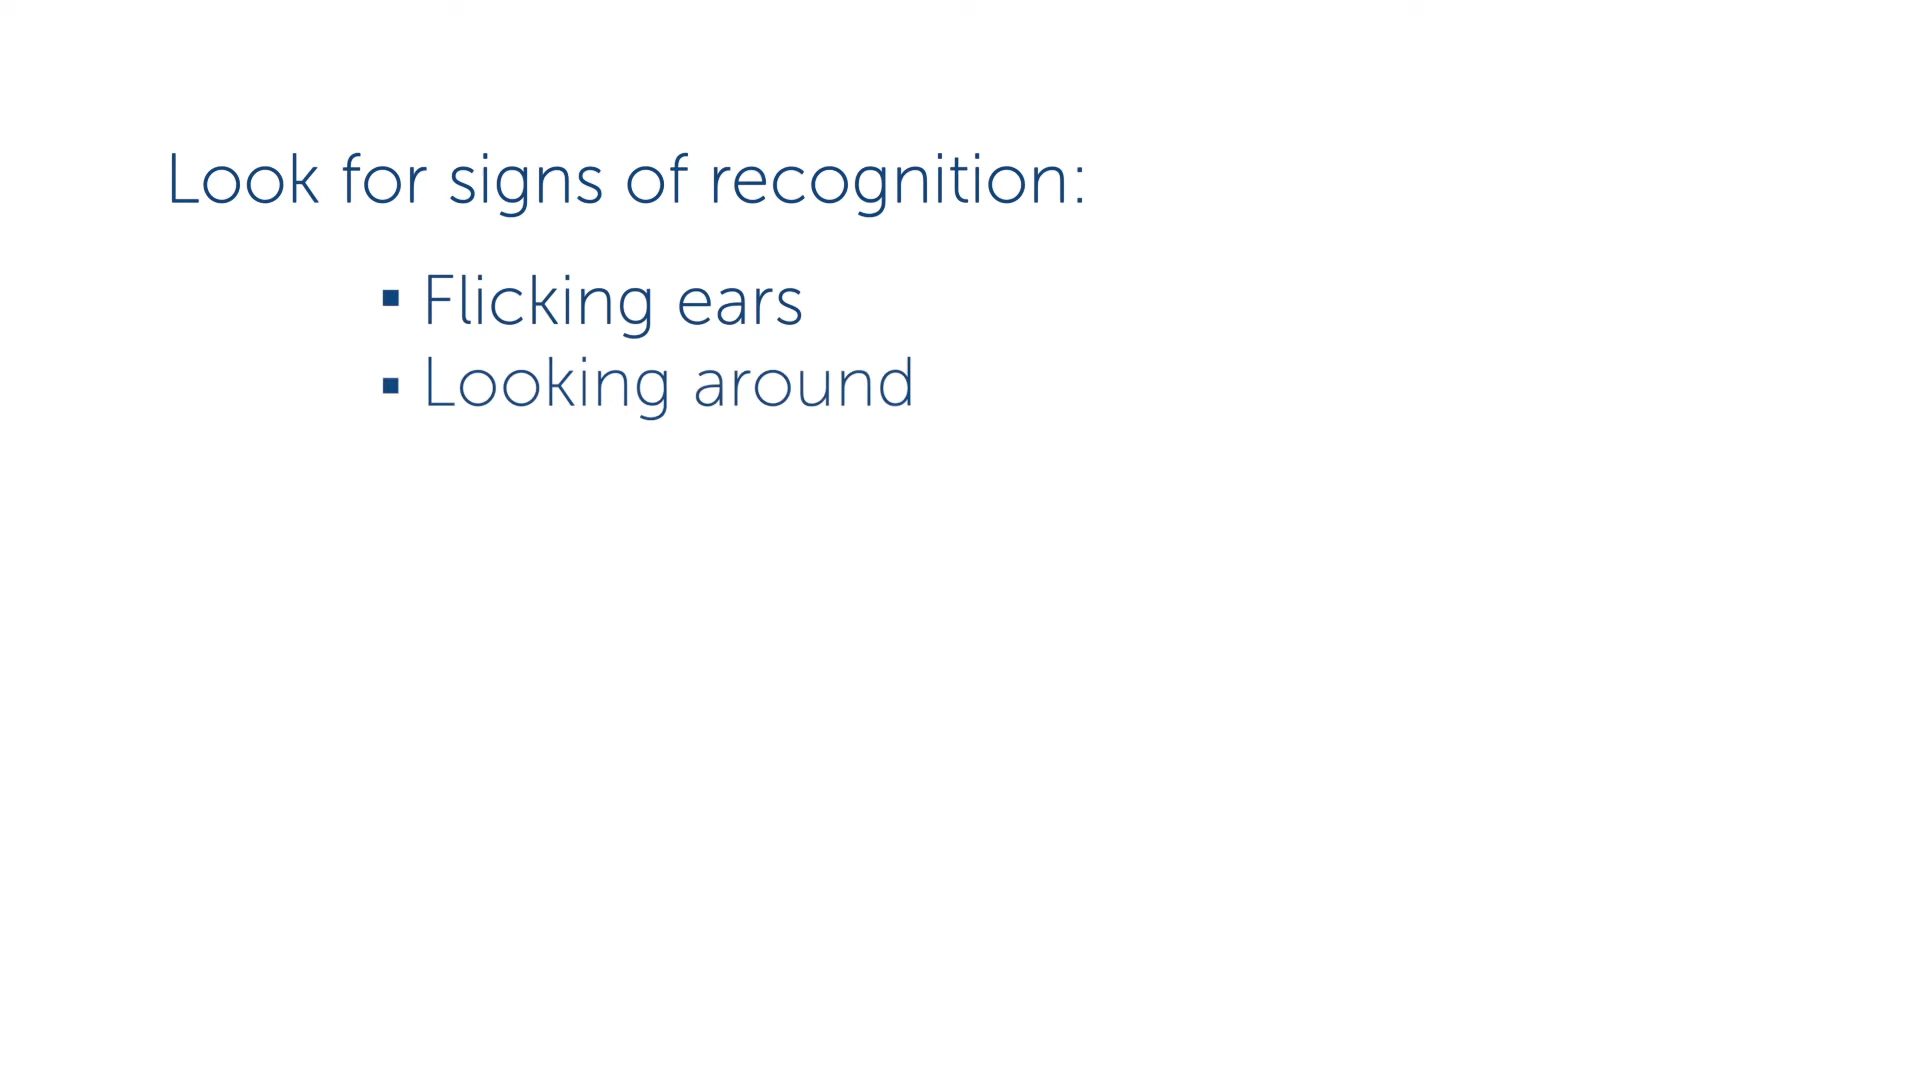 Look for signs of recognition:
▪ Flicking ears
▪ Looking around